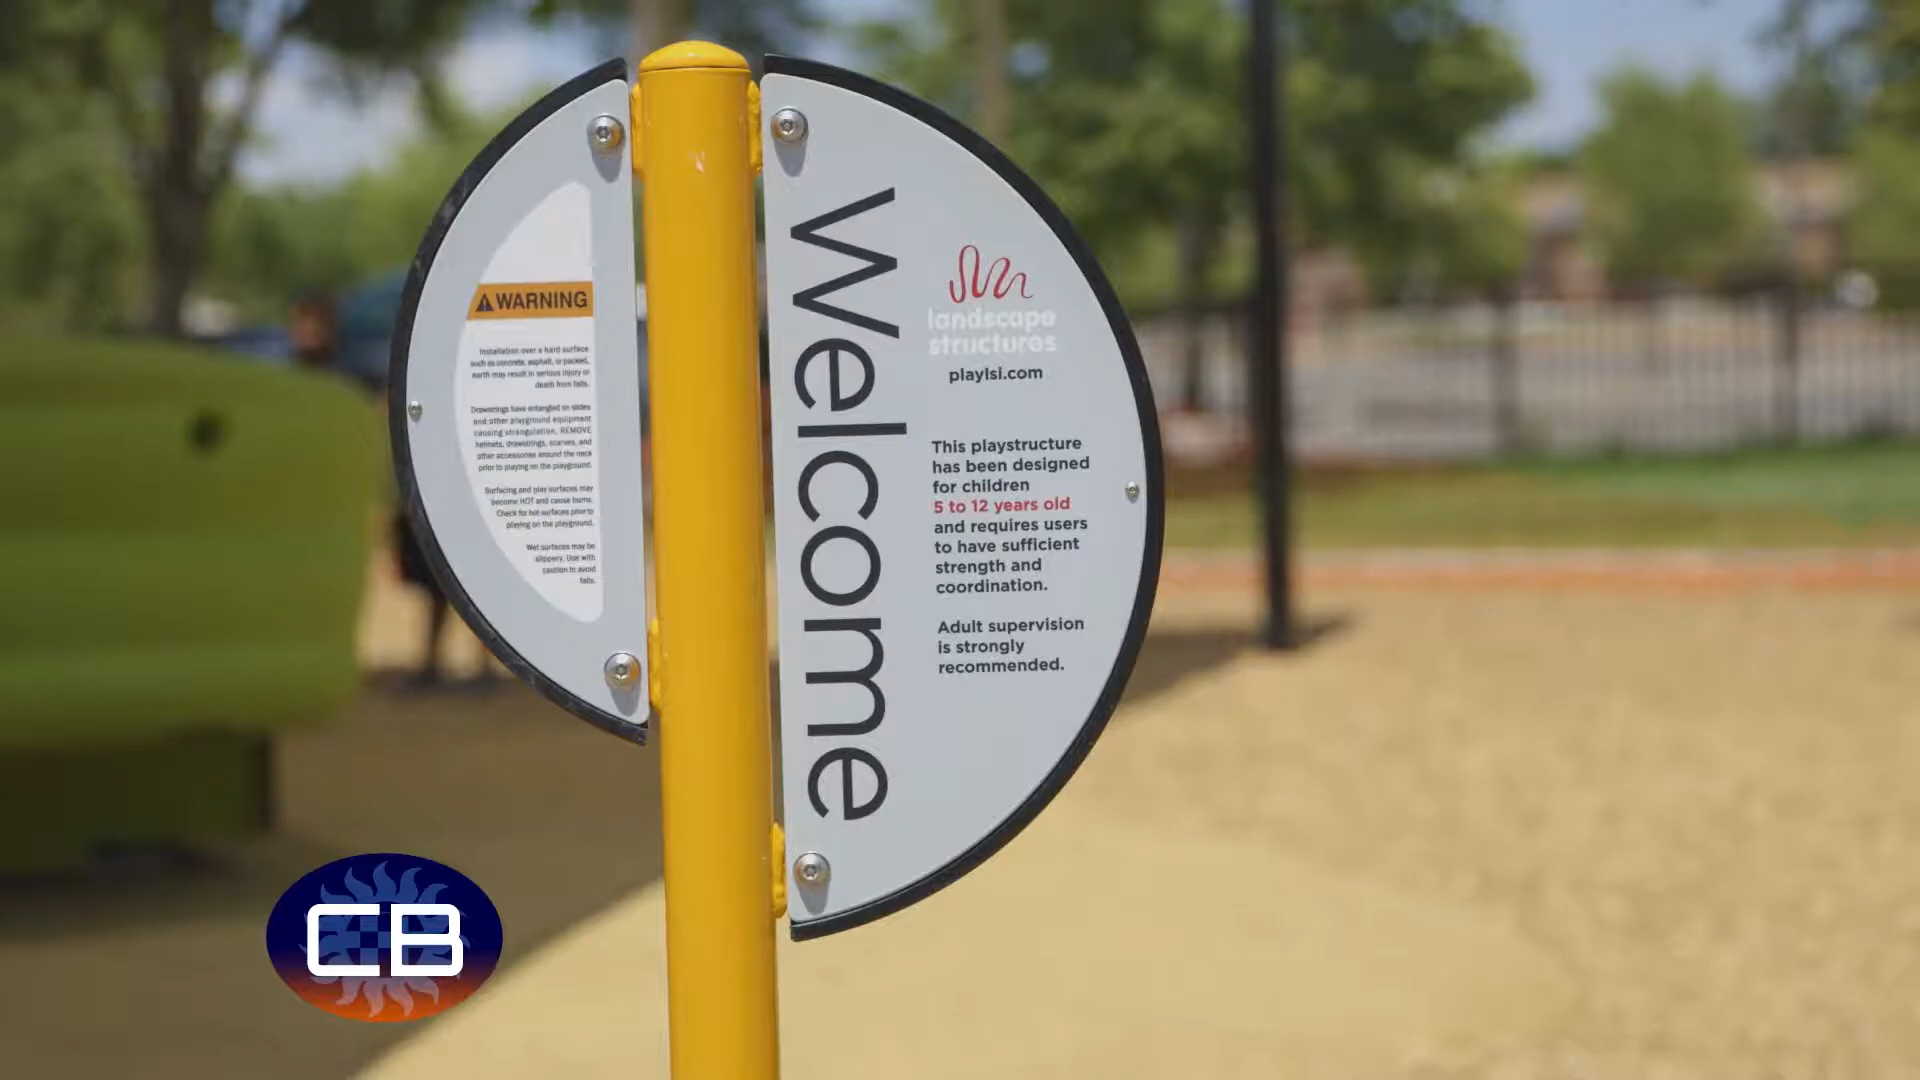 WARNING
Installation over a hard surface
such as concrete, asphalt, or packed,
earth may result in serious injury or
death from falls.
Drawstrings have entangled on slides
and other playground equipment
causing strangulation, REMOVE
helmets, drawstrings, scarves, and
other accessories around the neck
prior to playing on the playground.
Surfacing and play surfaces may
become HOT and cause burns.
Check for hot surfaces prior to
playing on the playground.
Wet surfaces may be
slippery. Use with
caution to avoid
falls.
Welcome
landscape
structures
playlsi.com
This playstructure
has been designed
for children
5 to 12 years old
and requires users
to have sufficient
strength and
coordination.
Adult supervision
is strongly
recommended.
CB